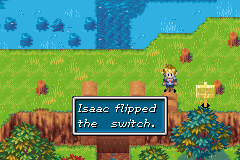 Isaac flipped
the switch.